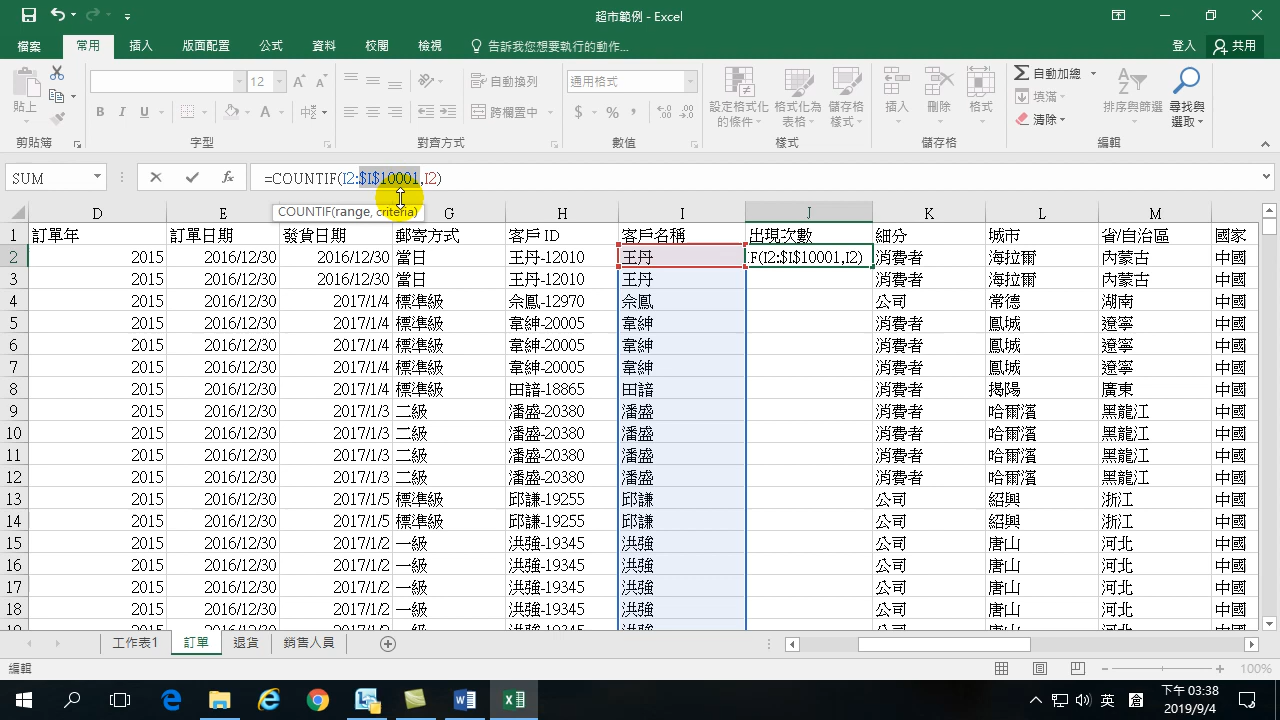 超市範例 - Excel
檔案 常用 插入 版面配置 公式 資料 校閱 檢視 告訴我您想要執行的動作... 登入 共用
貼上 剪貼簿
12 B I U A 字型
自動換列 跨欄置中 對齊方式
通用格式 $ % , 數值
設定格式化的條件 格式化為表格 儲存格樣式 樣式
插入 刪除 格式 儲存格
自動加總 填滿 清除 排序與篩選 尋找與選取 編輯
SUM fx =COUNTIF(I2:$I$10001,I2)
COUNTIF(range, criteria)
D E G H I J K L M
1 訂單年 訂單日期 發貨日期 郵寄方式 客戶 ID 客戶名稱 出現次數 細分 城市 省/自治區 國家
2 2015 2016/12/30 2016/12/30 當日 王丹-12010 王丹 F(I2:$I$10001,I2) 消費者 海拉爾 內蒙古 中國
3 2015 2016/12/30 2016/12/30 當日 王丹-12010 王丹 消費者 海拉爾 內蒙古 中國
4 2015 2016/12/30 2017/1/4 標準級 佘鳳-12970 佘鳳 公司 常德 湖南 中國
5 2015 2016/12/30 2017/1/4 標準級 韋紳-20005 韋紳 消費者 鳳城 遼寧 中國
6 2015 2016/12/30 2017/1/4 標準級 韋紳-20005 韋紳 消費者 鳳城 遼寧 中國
7 2015 2016/12/30 2017/1/4 標準級 韋紳-20005 韋紳 消費者 鳳城 遼寧 中國
8 2015 2016/12/30 2017/1/4 標準級 田諳-18865 田諳 消費者 揭陽 廣東 中國
9 2015 2016/12/30 2017/1/3 二級 潘盛-20380 潘盛 消費者 哈爾濱 黑龍江 中國
10 2015 2016/12/30 2017/1/3 二級 潘盛-20380 潘盛 消費者 哈爾濱 黑龍江 中國
11 2015 2016/12/30 2017/1/3 二級 潘盛-20380 潘盛 消費者 哈爾濱 黑龍江 中國
12 2015 2016/12/30 2017/1/3 二級 潘盛-20380 潘盛 消費者 哈爾濱 黑龍江 中國
13 2015 2016/12/30 2017/1/5 標準級 邱謙-19255 邱謙 公司 紹興 浙江 中國
14 2015 2016/12/30 2017/1/5 標準級 邱謙-19255 邱謙 公司 紹興 浙江 中國
15 2015 2016/12/30 2017/1/2 一級 洪強-19345 洪強 公司 唐山 河北 中國
16 2015 2016/12/30 2017/1/2 一級 洪強-19345 洪強 公司 唐山 河北 中國
17 2015 2016/12/30 2017/1/2 一級 洪強-19345 洪強 公司 唐山 河北 中國
18 2015 2016/12/30 2017/1/2 一級 洪強-19345 洪強 公司 唐山 河北 中國
工作表1 訂單 退貨 銷售人員
編輯 100%
英 下午 03:38
2019/9/4